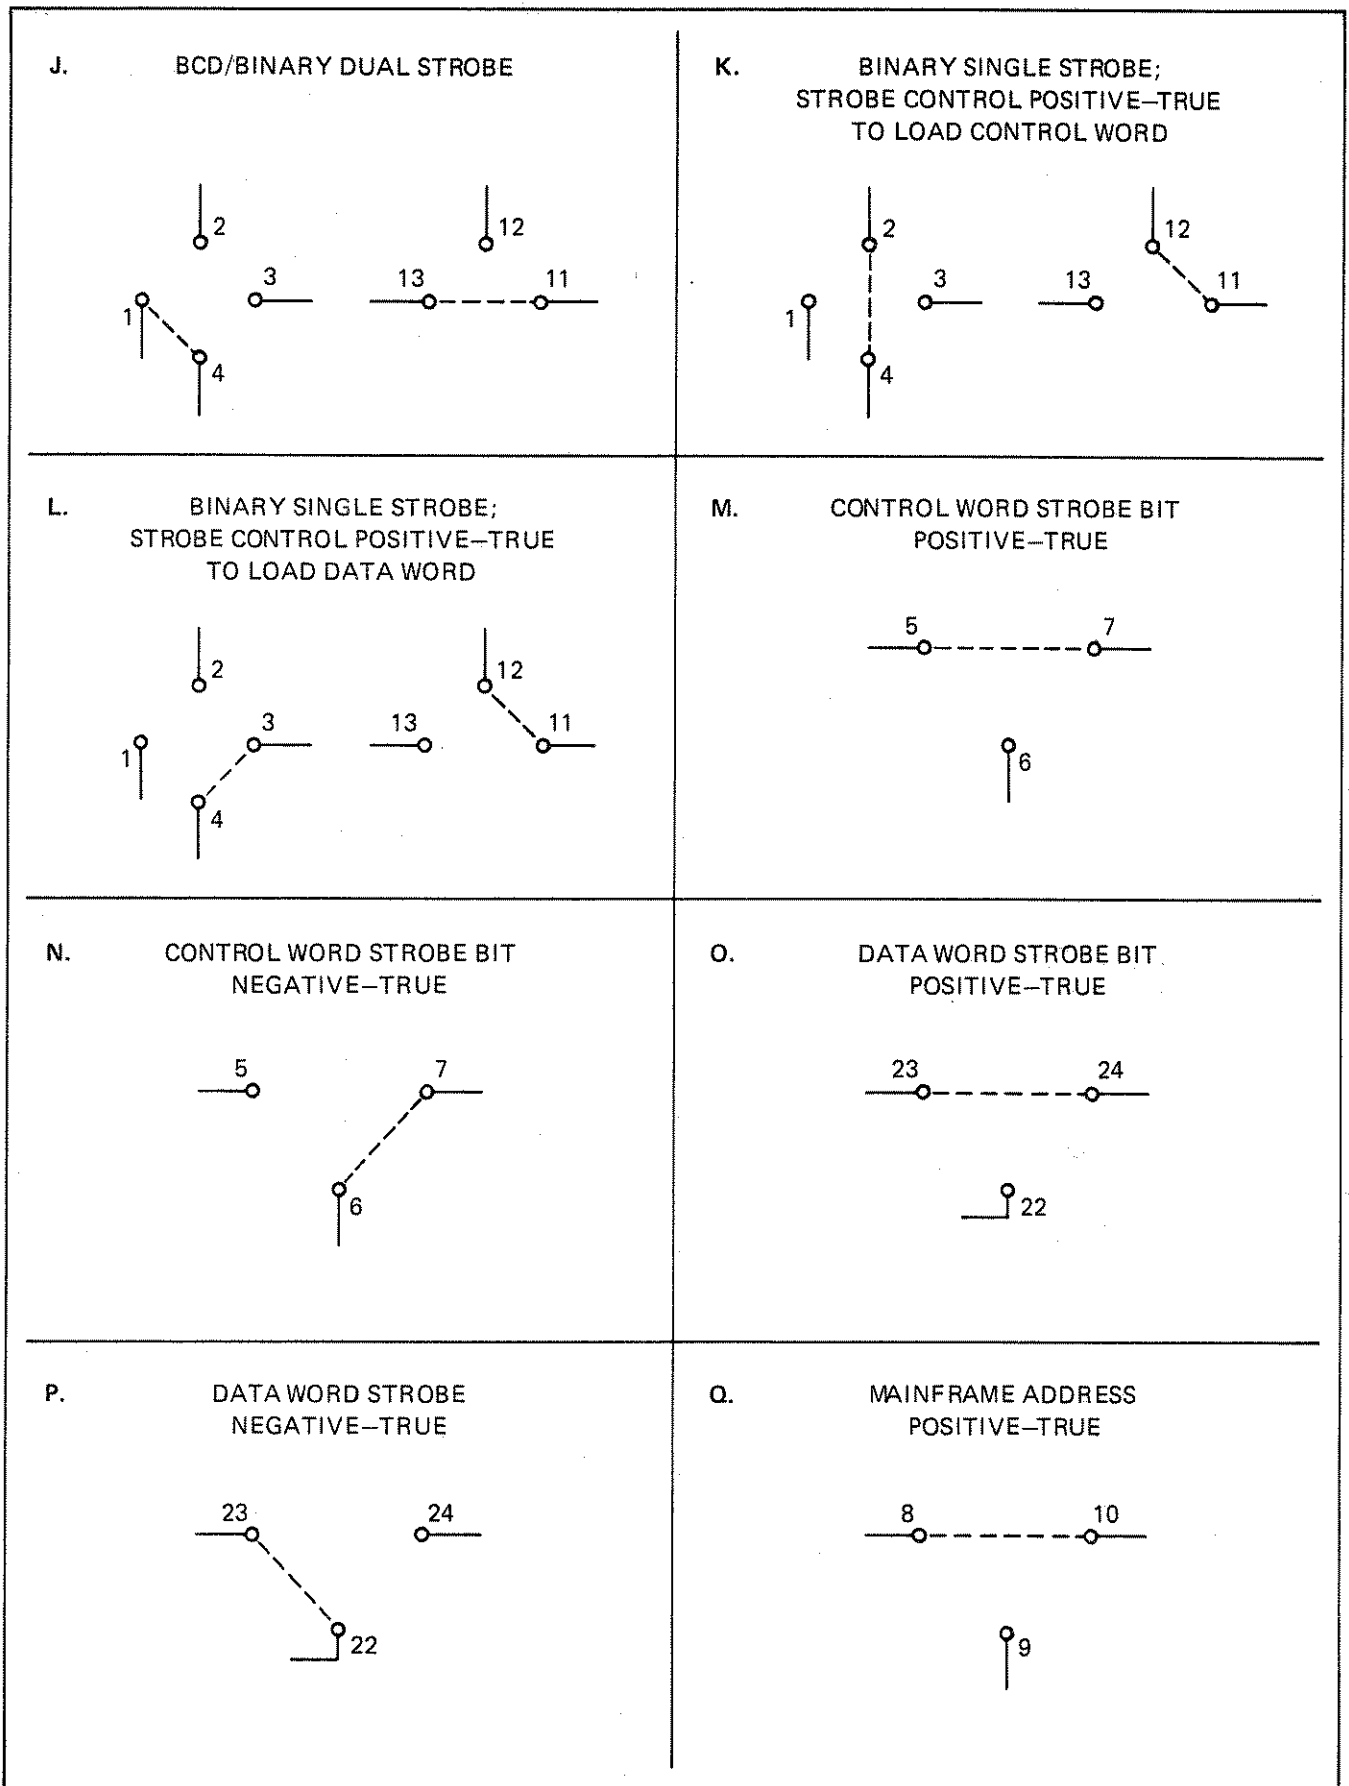 J. BCD/BINARY DUAL STROBE
2
12
3
13
11
1
4
K. BINARY SINGLE STROBE;
STROBE CONTROL POSITIVE—TRUE
TO LOAD CONTROL WORD
2
12
3
13
11
1
4
L. BINARY SINGLE STROBE;
STROBE CONTROL POSITIVE—TRUE
TO LOAD DATA WORD
2
12
3
13
11
1
4
M. CONTROL WORD STROBE BIT
POSITIVE—TRUE
5
7
6
N. CONTROL WORD STROBE BIT
NEGATIVE—TRUE
5
7
6
O. DATA WORD STROBE BIT
POSITIVE—TRUE
23
24
22
P. DATA WORD STROBE
NEGATIVE—TRUE
23
24
22
Q. MAINFRAME ADDRESS
POSITIVE—TRUE
8
10
9